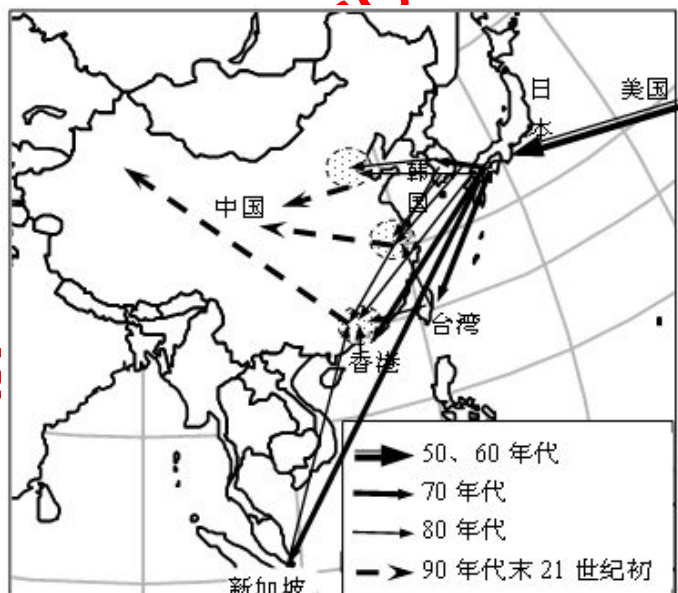 日本
美国
韩国
中国
台湾
香港
50、60 年代
70 年代
80 年代
90 年代末 21 世纪初
新加坡